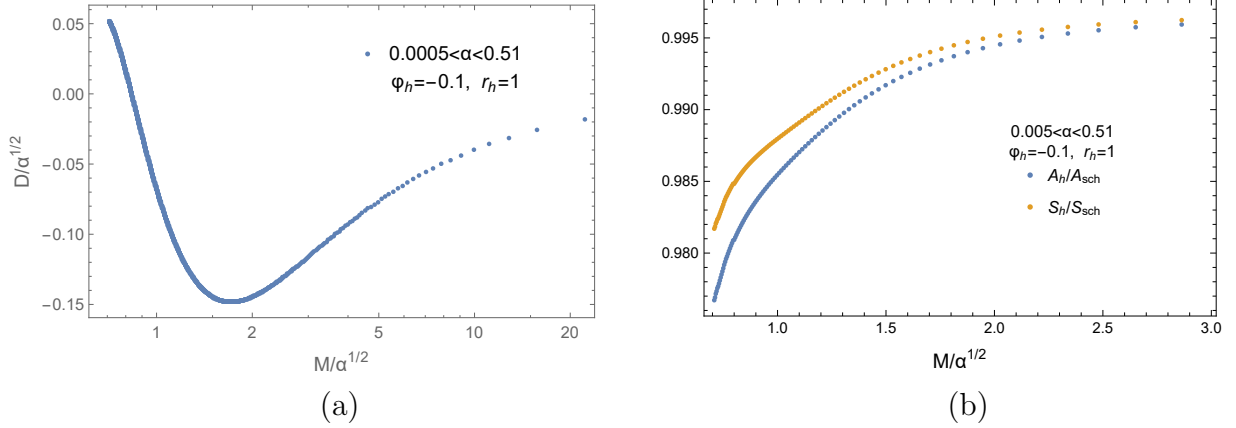 0.05
0.00
−0.05
−0.10
−0.15
D/α^{1/2}
0.0005<α<0.51
φ_h=−0.1, r_h=1
1 2 5 10 20
M/α^{1/2}
(a)
0.995
0.990
0.985
0.980
0.005<α<0.51
φ_h=−0.1, r_h=1
A_h/A_sch
S_h/S_sch
1.0 1.5 2.0 2.5 3.0
M/α^{1/2}
(b)